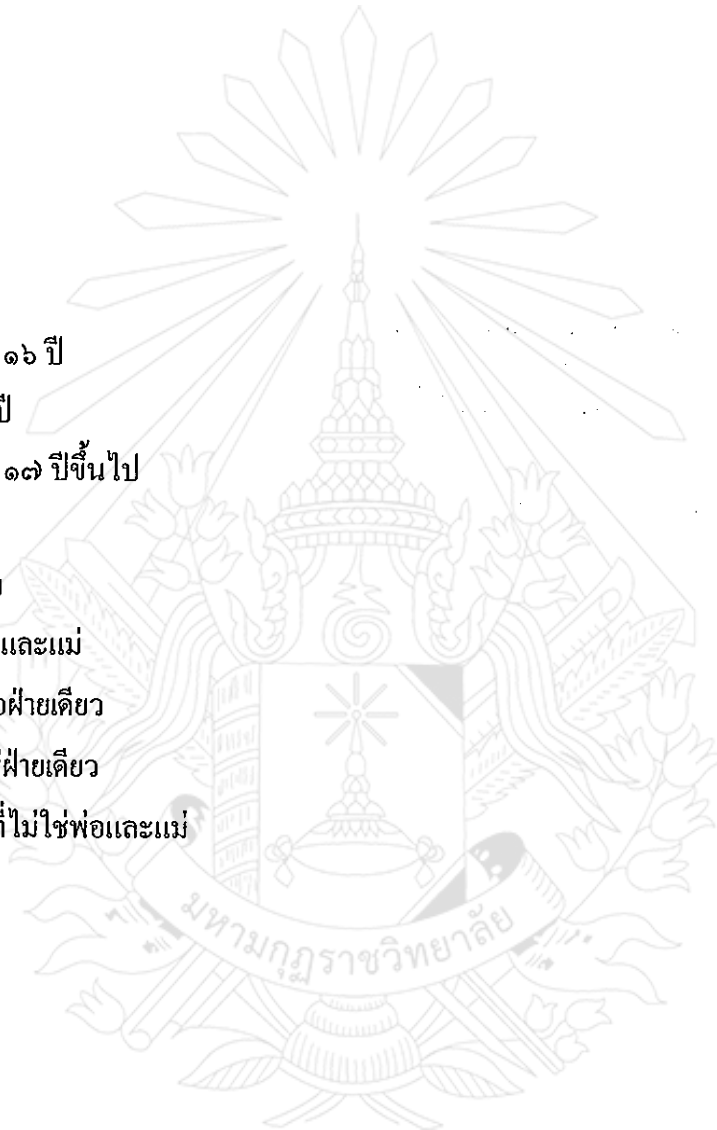 ๑๖ ปี
ปี
๑๗ ปีขึ้นไป
และแม่
ฝ่ายเดียว
ฝ่ายเดียว
ที่ไม่ใช่พ่อและแม่
มหามกุฏราชวิทยาลัย